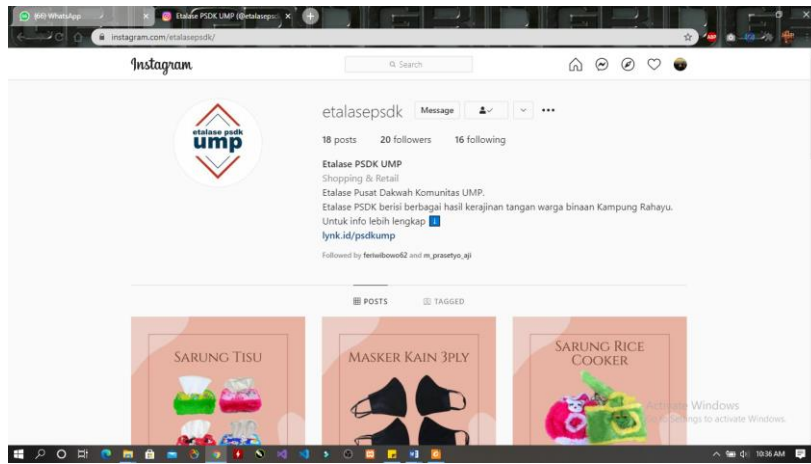 (66) WhatsApp
Etalase PSDK UMP (@etalasepsd
instagram.com/etalasepsdk/
Instagram
Search
etalase psdk
ump
etalasepsdk Message
18 posts 20 followers 16 following
Etalase PSDK UMP
Shopping & Retail
Etalase Pusat Dakwah Komunitas UMP.
Etalase PSDK berisi berbagai hasil kerajinan tangan warga binaan Kampung Rahayu.
Untuk info lebih lengkap
lynk.id/psdkump
Followed by feriwibowo62 and m_prasetyo_aji
POSTS TAGGED
SARUNG TISU
MASKER KAIN 3PLY
SARUNG RICE
COOKER
Activate Windows
Go to Settings to activate Windows.
10:36 AM